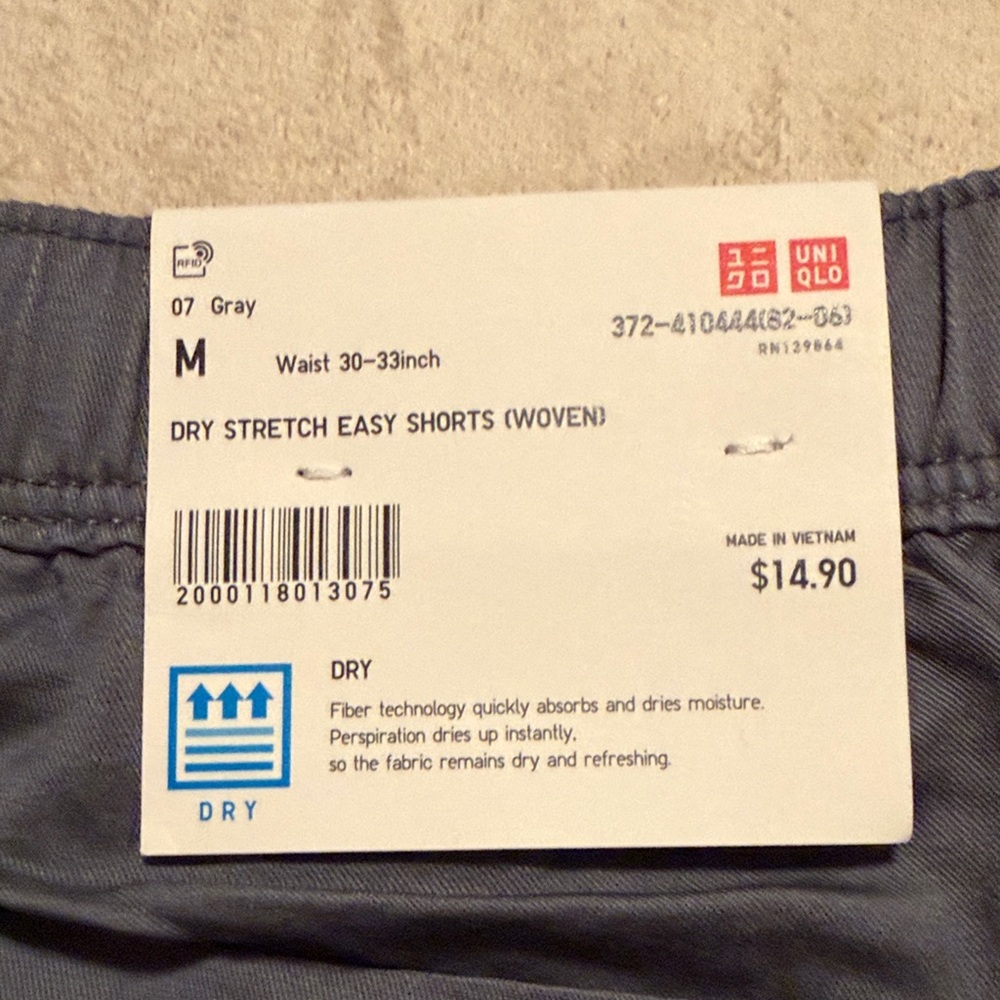 RFID
ユニ
クロ
UNI
QLO
07 Gray
372-410444(82-06)
M Waist 30-33inch
RN129864
DRY STRETCH EASY SHORTS (WOVEN)
2000118013075
MADE IN VIETNAM
$14.90
DRY
Fiber technology quickly absorbs and dries moisture.
Perspiration dries up instantly,
so the fabric remains dry and refreshing.
DRY